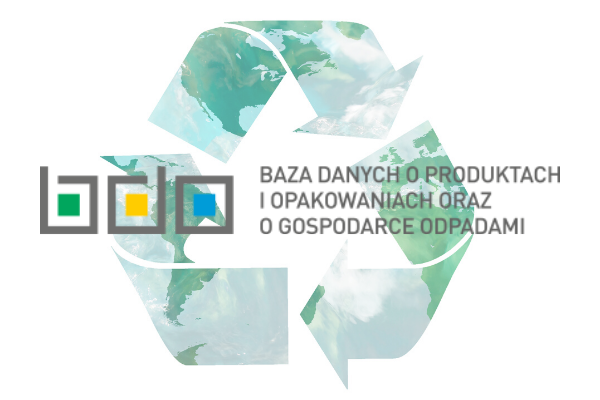 bdo
BAZA DANYCH O PRODUKTACH
I OPAKOWANIACH ORAZ
O GOSPODARCE ODPADAMI